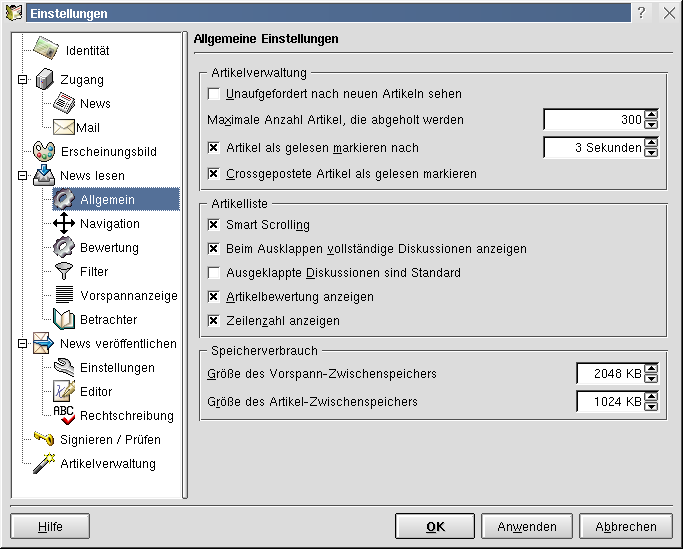 Einstellungen
Identität
Zugang
News
Mail
Erscheinungsbild
News lesen
Allgemein
Navigation
Bewertung
Filter
Vorspannanzeige
Betrachter
News veröffentlichen
Einstellungen
Editor
ABC Rechtschreibung
Signieren / Prüfen
Artikelverwaltung
Allgemeine Einstellungen
Artikelverwaltung
Unaufgefordert nach neuen Artikeln sehen
Maximale Anzahl Artikel, die abgeholt werden 300
Artikel als gelesen markieren nach 3 Sekunden
Crossgepostete Artikel als gelesen markieren
Artikelliste
Smart Scrolling
Beim Ausklappen vollständige Diskussionen anzeigen
Ausgeklappte Diskussionen sind Standard
Artikelbewertung anzeigen
Zeilenzahl anzeigen
Speicherverbrauch
Größe des Vorspann-Zwischenspeichers 2048 KB
Größe des Artikel-Zwischenspeichers 1024 KB
Hilfe OK Anwenden Abbrechen